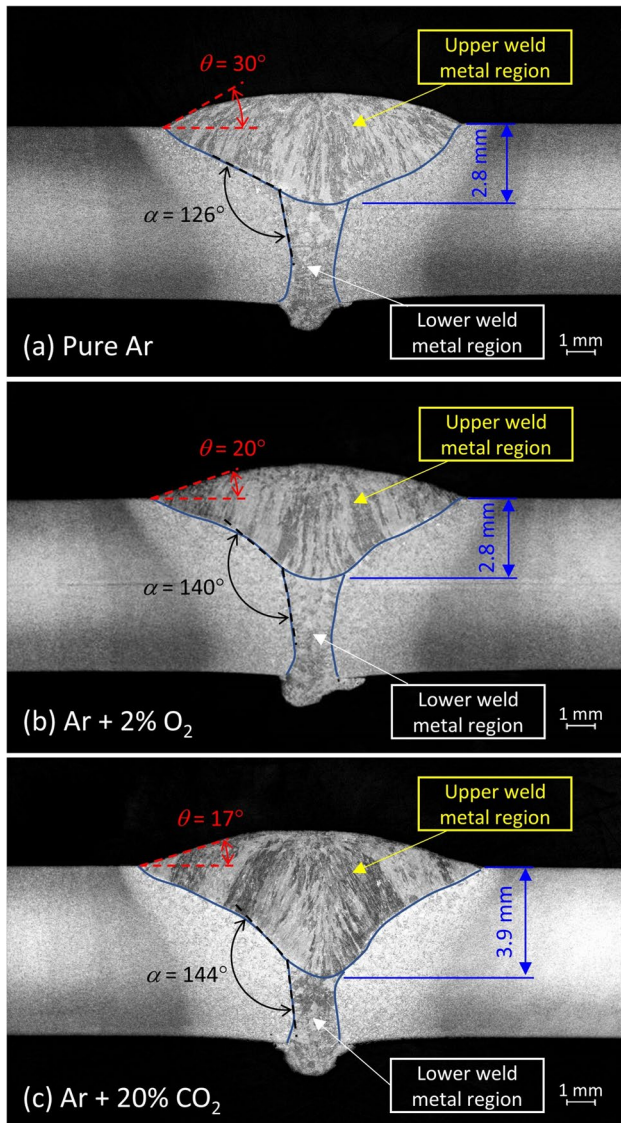 Upper weld
metal region
θ = 30°
2.8 mm
α = 126°
Lower weld
metal region
(a) Pure Ar
1 mm
Upper weld
metal region
θ = 20°
2.8 mm
α = 140°
Lower weld
metal region
(b) Ar + 2% O₂
1 mm
Upper weld
metal region
θ = 17°
3.9 mm
α = 144°
Lower weld
metal region
(c) Ar + 20% CO₂
1 mm